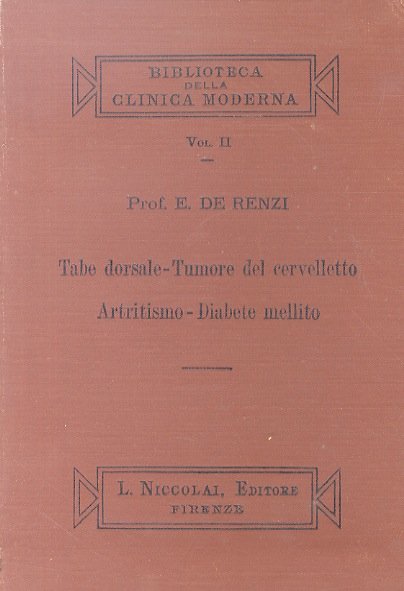 BIBLIOTECA
DELLA
CLINICA MODERNA
VOL. II
Prof. E. DE RENZI
Tabe dorsale-Tumore del cervelletto
Artritismo-Diabete mellito
L. NICCOLAI, EDITORE
FIRENZE